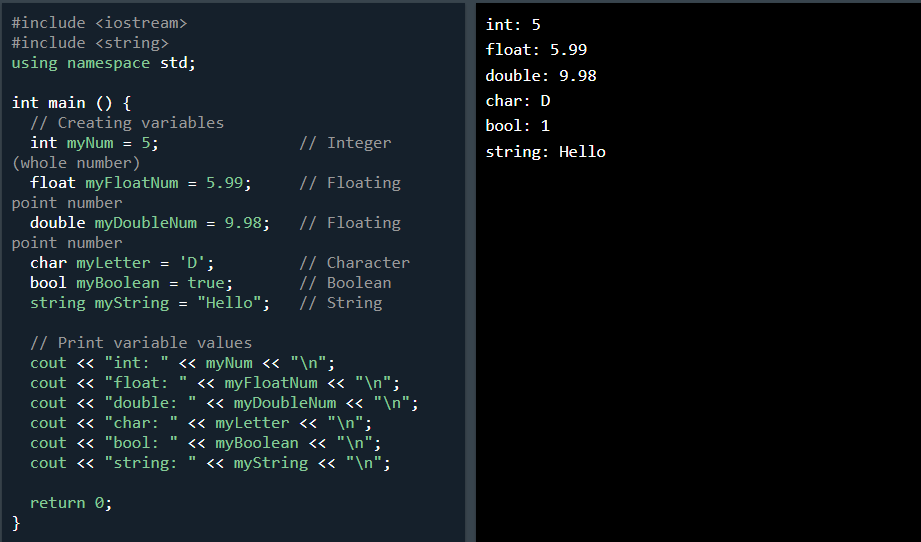 #include <iostream>
#include <string>
using namespace std;

int main () {
  // Creating variables
  int myNum = 5;               // Integer
(whole number)
  float myFloatNum = 5.99;     // Floating
point number
  double myDoubleNum = 9.98;   // Floating
point number
  char myLetter = 'D';         // Character
  bool myBoolean = true;       // Boolean
  string myString = "Hello";   // String

  // Print variable values
  cout << "int: " << myNum << "\n";
  cout << "float: " << myFloatNum << "\n";
  cout << "double: " << myDoubleNum << "\n";
  cout << "char: " << myLetter << "\n";
  cout << "bool: " << myBoolean << "\n";
  cout << "string: " << myString << "\n";

  return 0;
}
int: 5
float: 5.99
double: 9.98
char: D
bool: 1
string: Hello